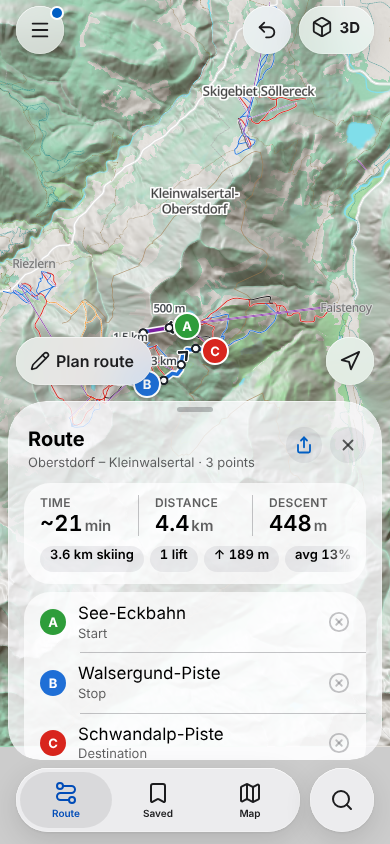 3D
Skigebiet Söllereck
Kleinwalsertal-
Oberstdorf
Riezlern
500 m
Faistenoy
A
1.5 km
C
3 km
Plan route
B
Route
Oberstdorf – Kleinwalsertal · 3 points
TIME
DISTANCE
DESCENT
~21 min
4.4 km
448 m
3.6 km skiing
1 lift
↑ 189 m
avg 13%
A
See-Eckbahn
Start
B
Walsergund-Piste
Stop
C
Schwandalp-Piste
Destination
Route
Saved
Map